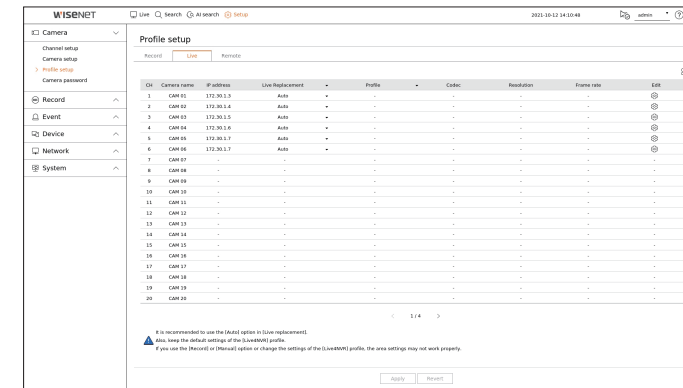 WISENET
Live Search AI search Setup
2021-10-12 14:10:48
admin
Camera
Channel setup
Camera setup
Profile setup
Camera password
Record
Event
Device
Network
System
Profile setup
Record Live Remote
CH Camera name IP address Live Replacement Profile Codec Resolution Frame rate Edit
1 CAM 01 172.30.1.3 Auto - - - -
2 CAM 02 172.30.1.4 Auto - - - -
3 CAM 03 172.30.1.5 Auto - - - -
4 CAM 04 172.30.1.6 Auto - - - -
5 CAM 05 172.30.1.7 Auto - - - -
6 CAM 06 172.30.1.7 Auto - - - -
7 CAM 07 - - - - - - -
8 CAM 08 - - - - - - -
9 CAM 09 - - - - - - -
10 CAM 10 - - - - - - -
11 CAM 11 - - - - - - -
12 CAM 12 - - - - - - -
13 CAM 13 - - - - - - -
14 CAM 14 - - - - - - -
15 CAM 15 - - - - - - -
16 CAM 16 - - - - - - -
17 CAM 17 - - - - - - -
18 CAM 18 - - - - - - -
19 CAM 19 - - - - - - -
20 CAM 20 - - - - - - -
< 1 / 4 >
It is recommended to use the [Auto] option in [Live replacement].
Also, keep the default settings of the [Live4NVR] profile.
If you use the [Record] or [Manual] option or change the settings of the [Live4NVR] profile, the area settings may not work properly.
Apply Revert